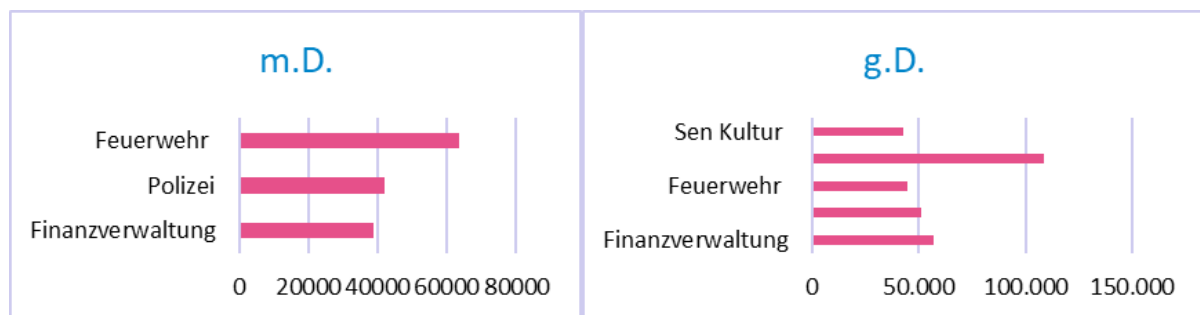 m.D.
Feuerwehr
Polizei
Finanzverwaltung
0 20000 40000 60000 80000
g.D.
Sen Kultur
Feuerwehr
Finanzverwaltung
0 50.000 100.000 150.000